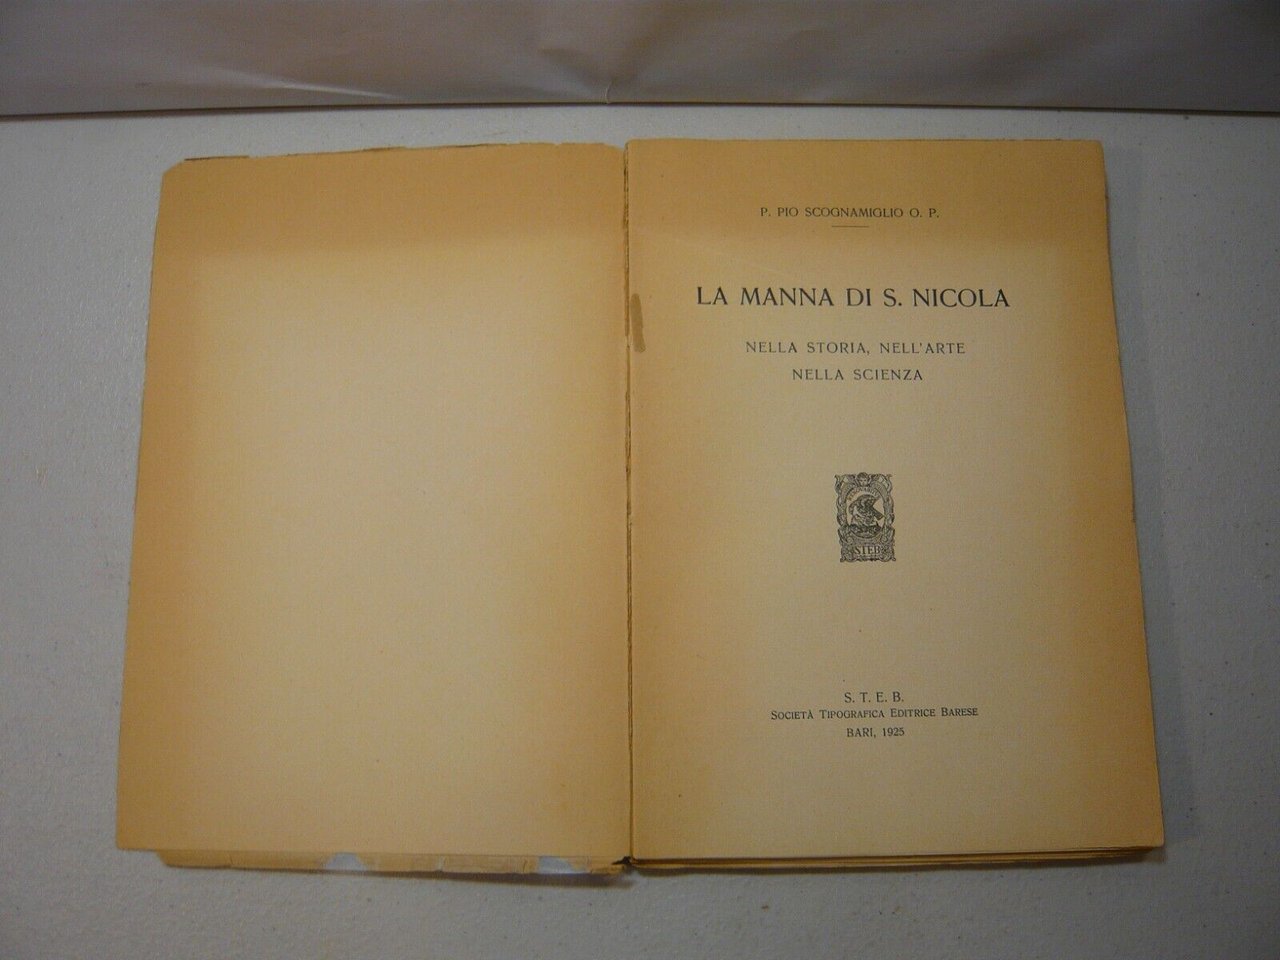 P. PIO SCOGNAMIGLIO O. P.
LA MANNA DI S. NICOLA
NELLA STORIA, NELL'ARTE
NELLA SCIENZA
STEB
S. T. E. B.
SOCIETÀ TIPOGRAFICA EDITRICE BARESE
BARI, 1925